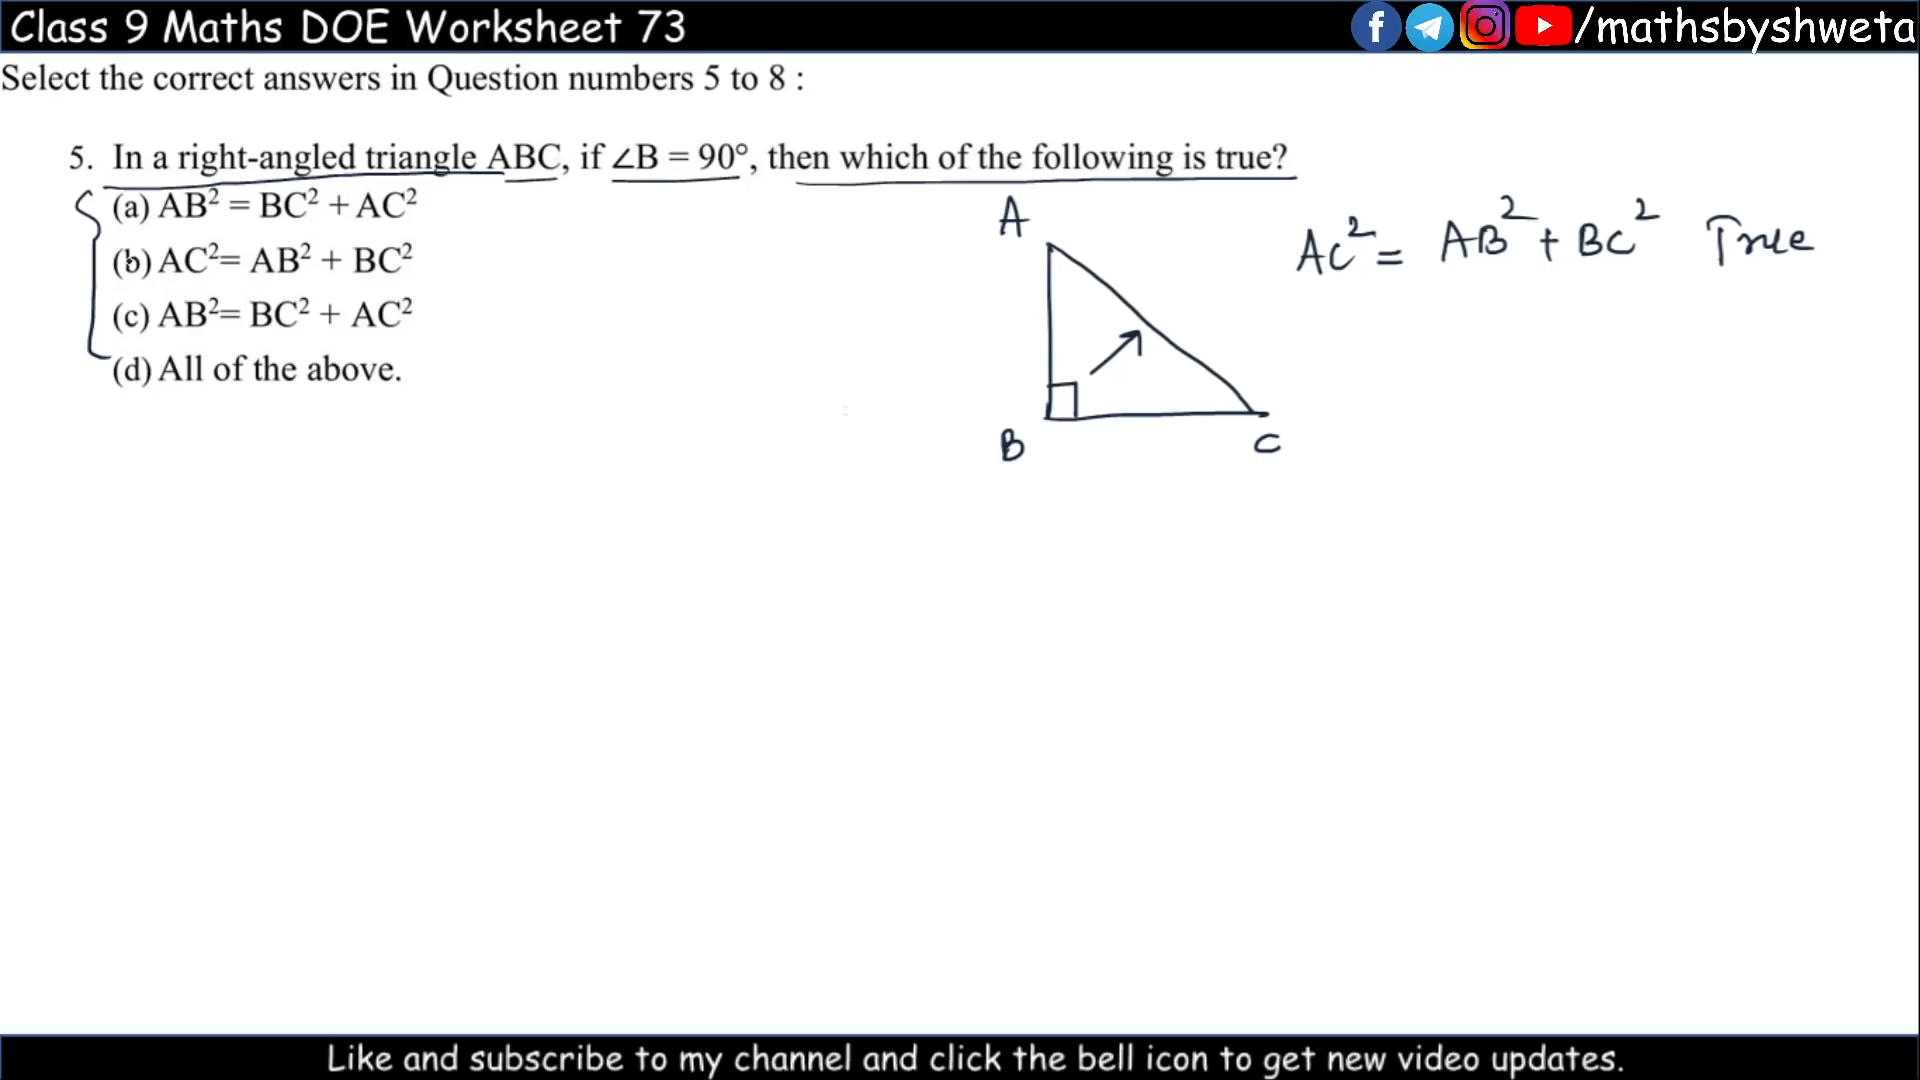 Class 9 Maths DOE Worksheet 73
/mathsbyshweta
Select the correct answers in Question numbers 5 to 8 :
5. In a right-angled triangle ABC, if ∠B = 90°, then which of the following is true?
(a) AB² = BC² + AC²
(b) AC²= AB² + BC²
(c) AB²= BC² + AC²
(d) All of the above.
A
AC² = AB² + BC² True
B
C
Like and subscribe to my channel and click the bell icon to get new video updates.